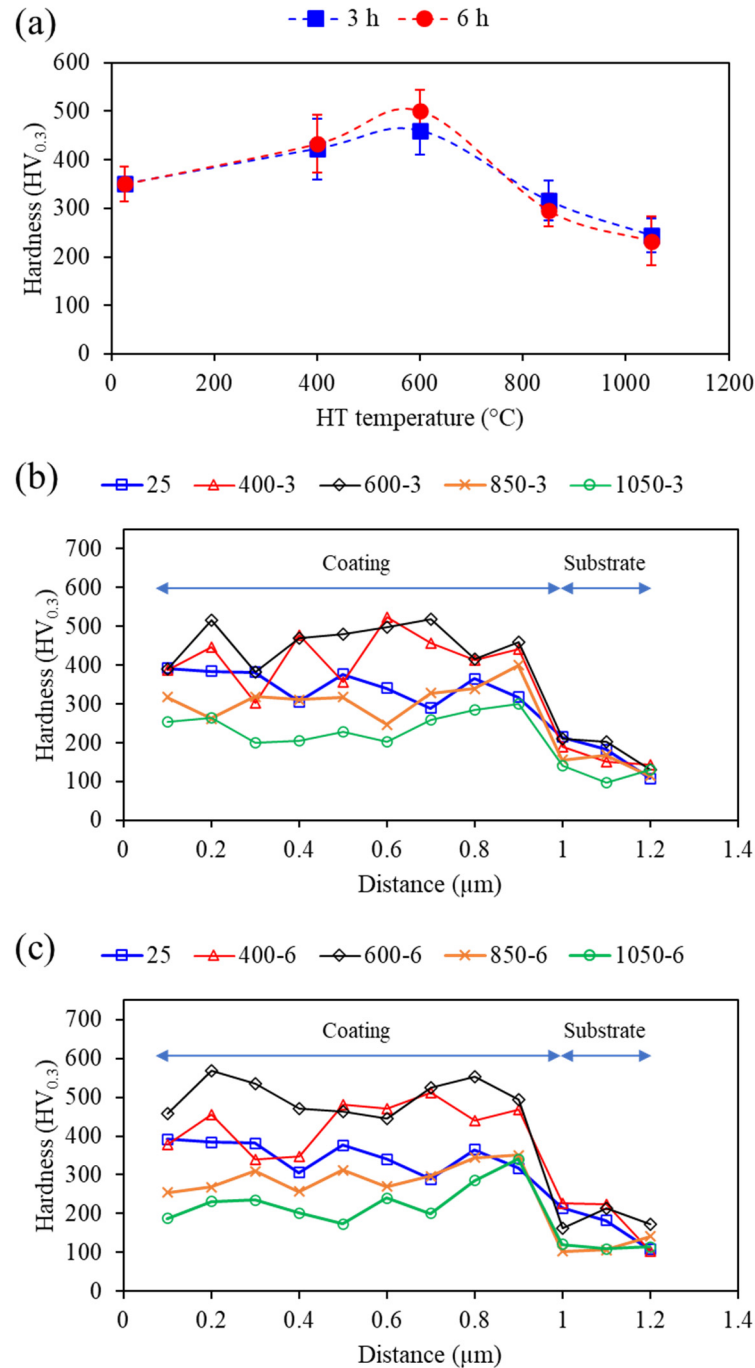 (a)
3 h 6 h
600
500
400
300
200
100
0
Hardness (HV0.3)
0 200 400 600 800 1000 1200
HT temperature (°C)
(b)
25 400-3 600-3 850-3 1050-3
700
600
500
400
300
200
100
0
Hardness (HV0.3)
Coating Substrate
0 0.2 0.4 0.6 0.8 1 1.2 1.4
Distance (µm)
(c)
25 400-6 600-6 850-6 1050-6
700
600
500
400
300
200
100
0
Hardness (HV0.3)
Coating Substrate
0 0.2 0.4 0.6 0.8 1 1.2 1.4
Distance (µm)